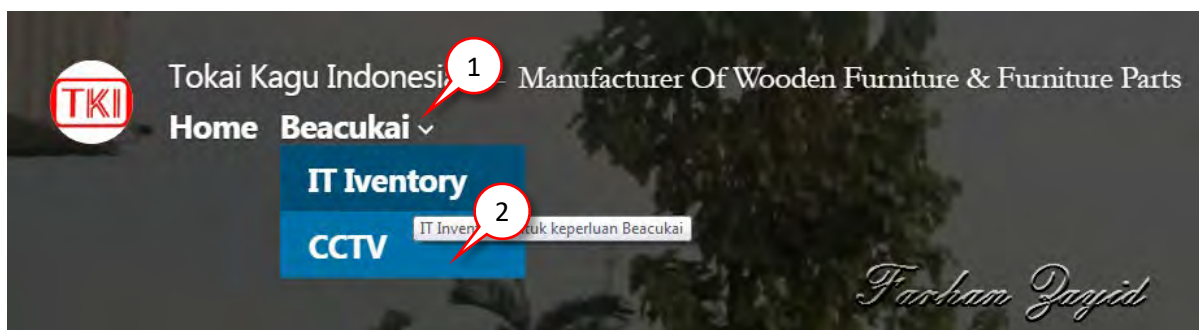 TKI
Tokai Kagu Indonesia – Manufacturer Of Wooden Furniture & Furniture Parts
1
Home Beacukai
IT Iventory
2
IT Inven tuk keperluan Beacukai
CCTV
Farhan Zayid